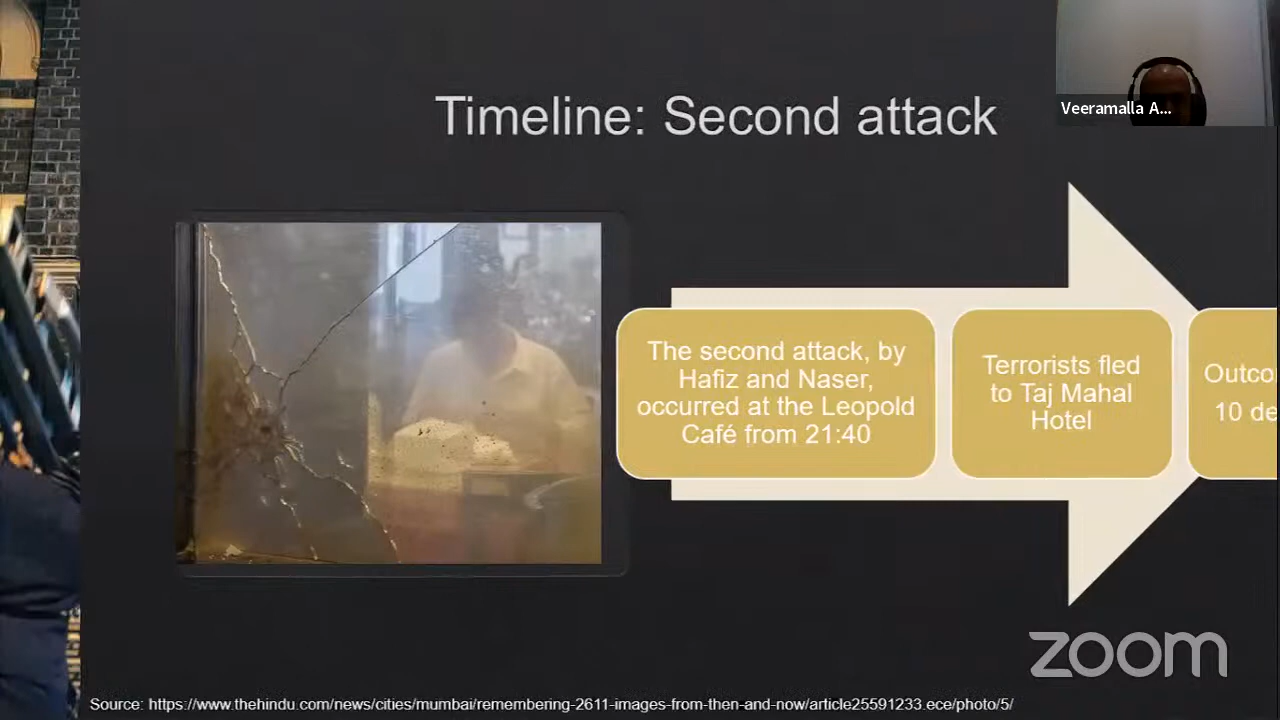 Timeline: Second attack
Veeramalla A...
The second attack, by
Hafiz and Naser,
occurred at the Leopold
Café from 21:40
Terrorists fled
to Taj Mahal
Hotel
10
zoom
Source: https://www.thehindu.com/news/cities/mumbai/remembering-2611-images-from-then-and-now/article25591233.ece/photo/5/